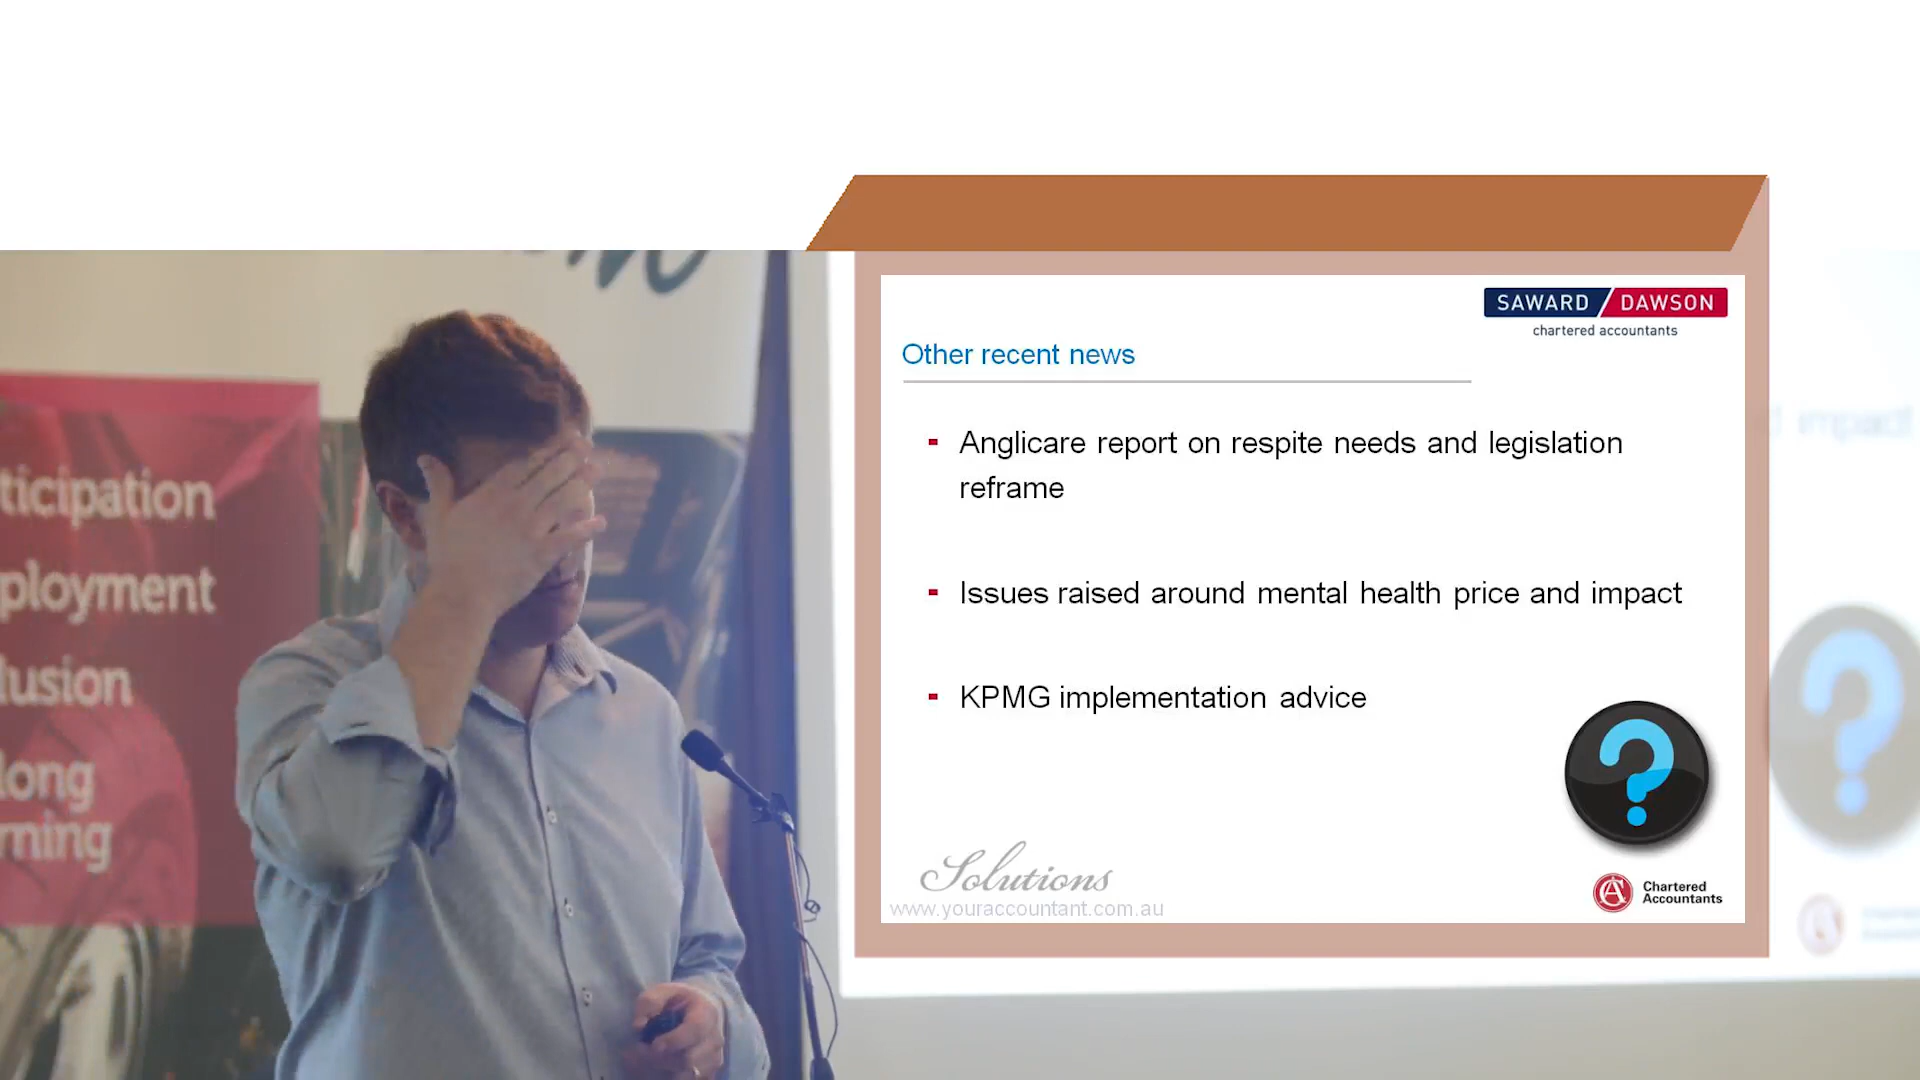 ticipation
ployment
lusion
long
rning
SAWARD DAWSON
chartered accountants
Other recent news
Anglicare report on respite needs and legislation
reframe
Issues raised around mental health price and impact
KPMG implementation advice
Solutions
www.youraccountant.com.au
CA
Chartered
Accountants
impact